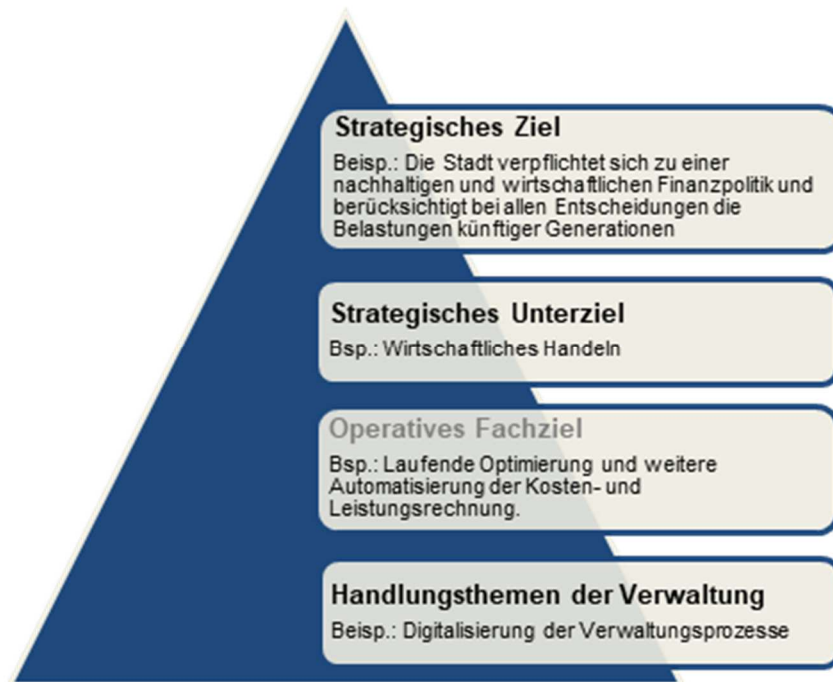 Strategisches Ziel
Beisp.: Die Stadt verpflichtet sich zu einer
nachhaltigen und wirtschaftlichen Finanzpolitik und
berücksichtigt bei allen Entscheidungen die
Belastungen künftiger Generationen
Strategisches Unterziel
Bsp.: Wirtschaftliches Handeln
Operatives Fachziel
Bsp.: Laufende Optimierung und weitere
Automatisierung der Kosten- und
Leistungsrechnung.
Handlungsthemen der Verwaltung
Beisp.: Digitalisierung der Verwaltungsprozesse